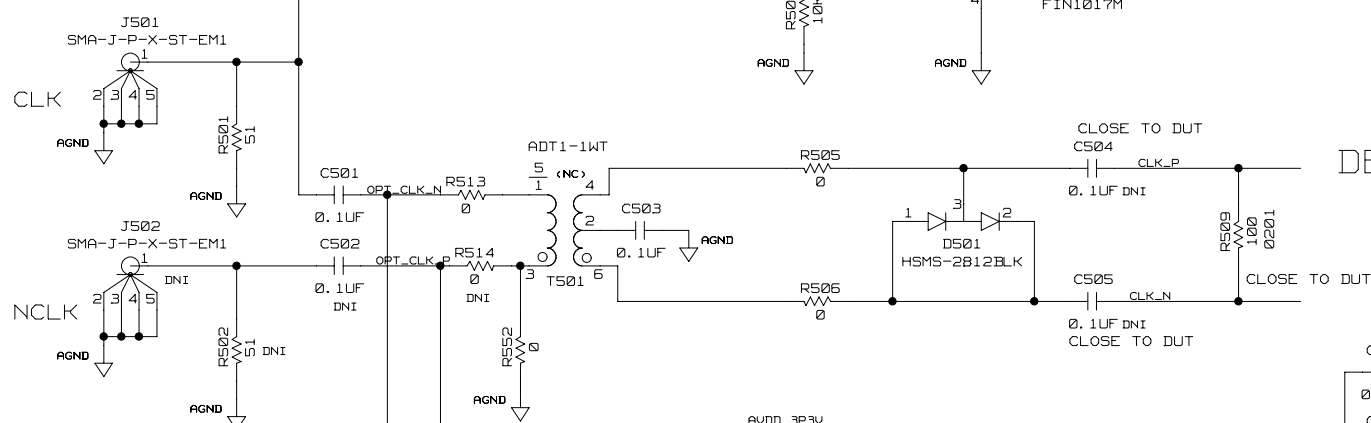 J501
SMA-J-P-X-ST-EM1
1
CLK
2 3 4 5
AGND
R501
51
AGND
10K
AGND
FIN1017M
AGND
J502
SMA-J-P-X-ST-EM1
1
DNI
NCLK
2 3 4 5
AGND
R502
51
DNI
AGND
C501
0.1UF
OPT_CLK_N
R513
0
C502
0.1UF
DNI
OPT_CLK_P
R514
0
DNI
R552
0
AGND
ADT1-1WT
5
(NC)
1
4
2
3
6
T501
C503
0.1UF
AGND
R505
0
R506
0
1
3
2
D501
HSMS-2812BLK
CLOSE TO DUT
C504
CLK_P
0.1UF DNI
C505
CLK_N
0.1UF DNI
CLOSE TO DUT
R509
100
0201
CLOSE TO DUT
AVDD_3P3V